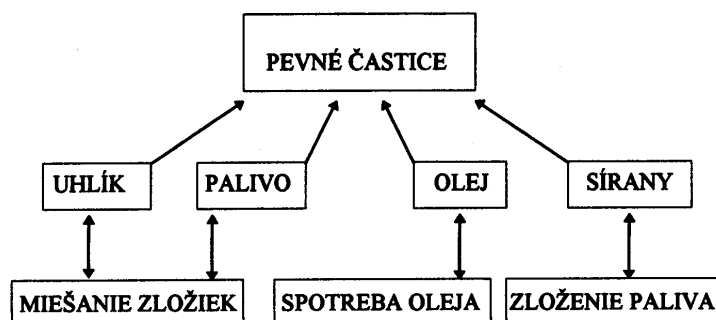 PEVNÉ ČASTICE
UHLÍK PALIVO OLEJ SÍRANY
MIEŠANIE ZLOŽIEK SPOTREBA OLEJA ZLOŽENIE PALIVA